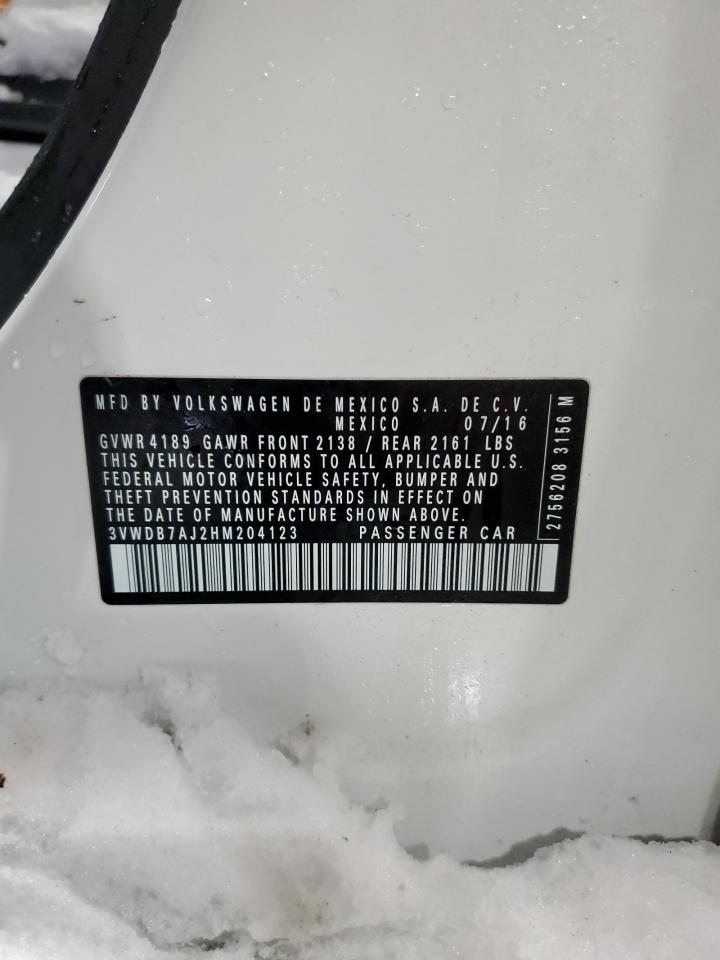 MFD BY VOLKSWAGEN DE MEXICO S.A. DE C.V.
MEXICO 07/16
GVWR 4189 GAWR FRONT 2138 / REAR 2161 LBS
THIS VEHICLE CONFORMS TO ALL APPLICABLE U.S.
FEDERAL MOTOR VEHICLE SAFETY, BUMPER AND
THEFT PREVENTION STANDARDS IN EFFECT ON
THE DATE OF MANUFACTURE SHOWN ABOVE.
3VWDB7AJ2HM204123 PASSENGER CAR
2756208 3156 M